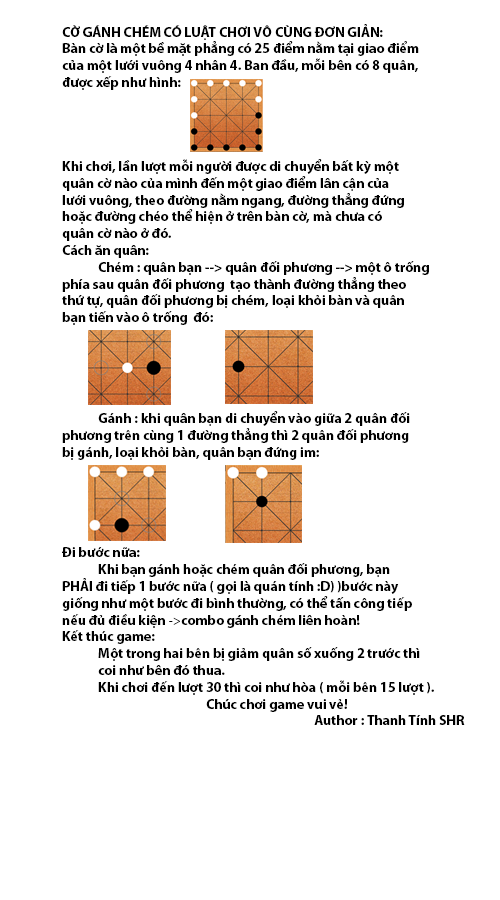 CỜ GÁNH CHÉM CÓ LUẬT CHƠI VÔ CÙNG ĐƠN GIẢN:
Bàn cờ là một bề mặt phẳng có 25 điểm nằm tại giao điểm
của một lưới vuông 4 nhân 4. Ban đầu, mỗi bên có 8 quân,
được xếp như hình:
Khi chơi, lần lượt mỗi người được di chuyển bất kỳ một
quân cờ nào của mình đến một giao điểm lân cận của
lưới vuông, theo đường nằm ngang, đường thẳng đứng
hoặc đường chéo thể hiện ở trên bàn cờ, mà chưa có
quân cờ nào ở đó.
Cách ăn quân:
Chém : quân bạn --> quân đối phương --> một ô trống
phía sau quân đối phương tạo thành đường thẳng theo
thứ tự, quân đối phương bị chém, loại khỏi bàn và quân
bạn tiến vào ô trống đó:
Gánh : khi quân bạn di chuyển vào giữa 2 quân đối
phương trên cùng 1 đường thẳng thì 2 quân đối phương
bị gánh, loại khỏi bàn, quân bạn đứng im:
Đi bước nữa:
Khi bạn gánh hoặc chém quân đối phương, bạn
PHẢI đi tiếp 1 bước nữa ( gọi là quán tính :D) )bước này
giống như một bước đi bình thường, có thể tấn công tiếp
nếu đủ điều kiện ->combo gánh chém liên hoàn!
Kết thúc game:
Một trong hai bên bị giảm quân số xuống 2 trước thì
coi như bên đó thua.
Khi chơi đến lượt 30 thì coi như hòa ( mỗi bên 15 lượt ).
Chúc chơi game vui vẻ!
Author : Thanh Tính SHR